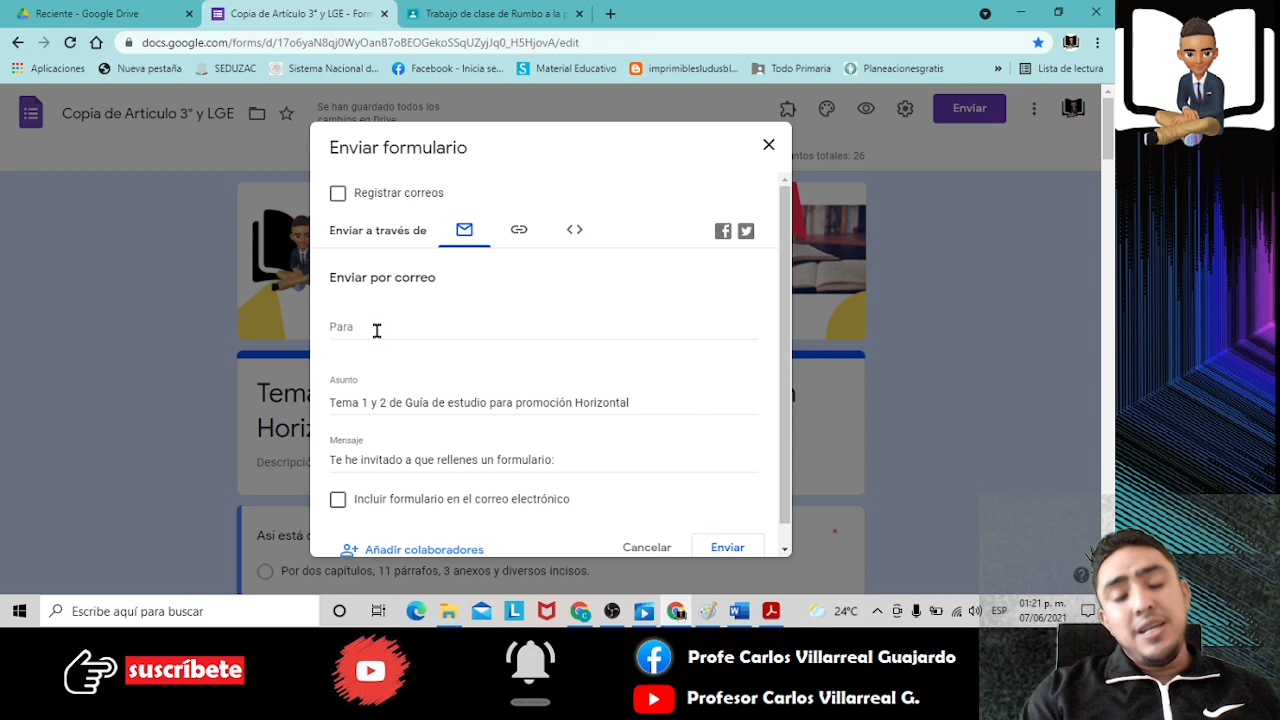 Reciente - Google Drive
Copia de Artículo 3° y LGE - Form
Trabajo de clase de Rumbo a la p
docs.google.com/forms/d/17o6yaN8qj0WyOanB7oBEOGekoSSqUZyjJq0_H5HjovA/edit
Aplicaciones
Nueva pestaña
SEDUZAC
Sistema Nacional d...
Facebook - Inicia se...
Material Educativo
imprimiblesludusbl...
Todo Primaria
Planeacionesgratis
»
Lista de lectura
Copia de Artículo 3° y LGE
Se han guardado todos los
cambios en Drive
Enviar
ntos totales: 26
Enviar formulario
Registrar correos
Enviar a través de
Enviar por correo
Para
Asunto
Tema 1 y 2 de Guía de estudio para promoción Horizontal
Mensaje
Te he invitado a que rellenes un formulario:
Incluir formulario en el correo electrónico
Añadir colaboradores
Cancelar
Enviar
Tema
Horiz
Descripció
Así está c
*
Por dos capítulos, 11 párrafos, 3 anexos y diversos incisos.
Escribe aquí para buscar
24°C
ESP
01:21 p. m.
07/06/2021
suscríbete
Profe Carlos Villarreal Guajardo
Profesor Carlos Villarreal G.